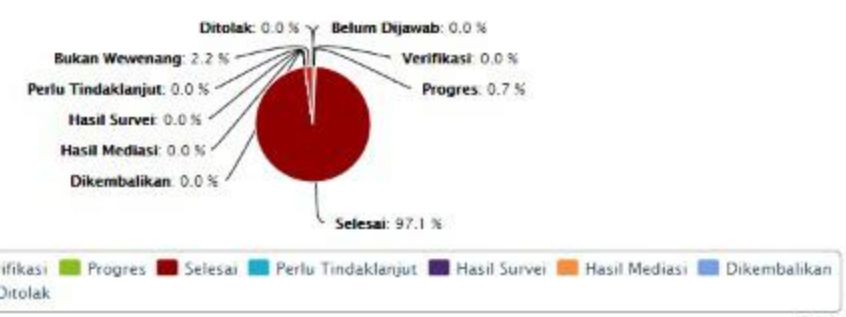 Ditolak: 0.0 %
Belum Dijawab: 0.0 %
Bukan Wewenang: 2.2 %
Verifikasi: 0.0 %
Perlu Tindaklanjut: 0.0 %
Progres: 0.7 %
Hasil Survei: 0.0 %
Hasil Mediasi: 0.0 %
Dikembalikan: 0.0 %
Selesai: 97.1 %
ifikasi Progres Selesai Perlu Tindaklanjut Hasil Survei Hasil Mediasi Dikembalikan
Ditolak